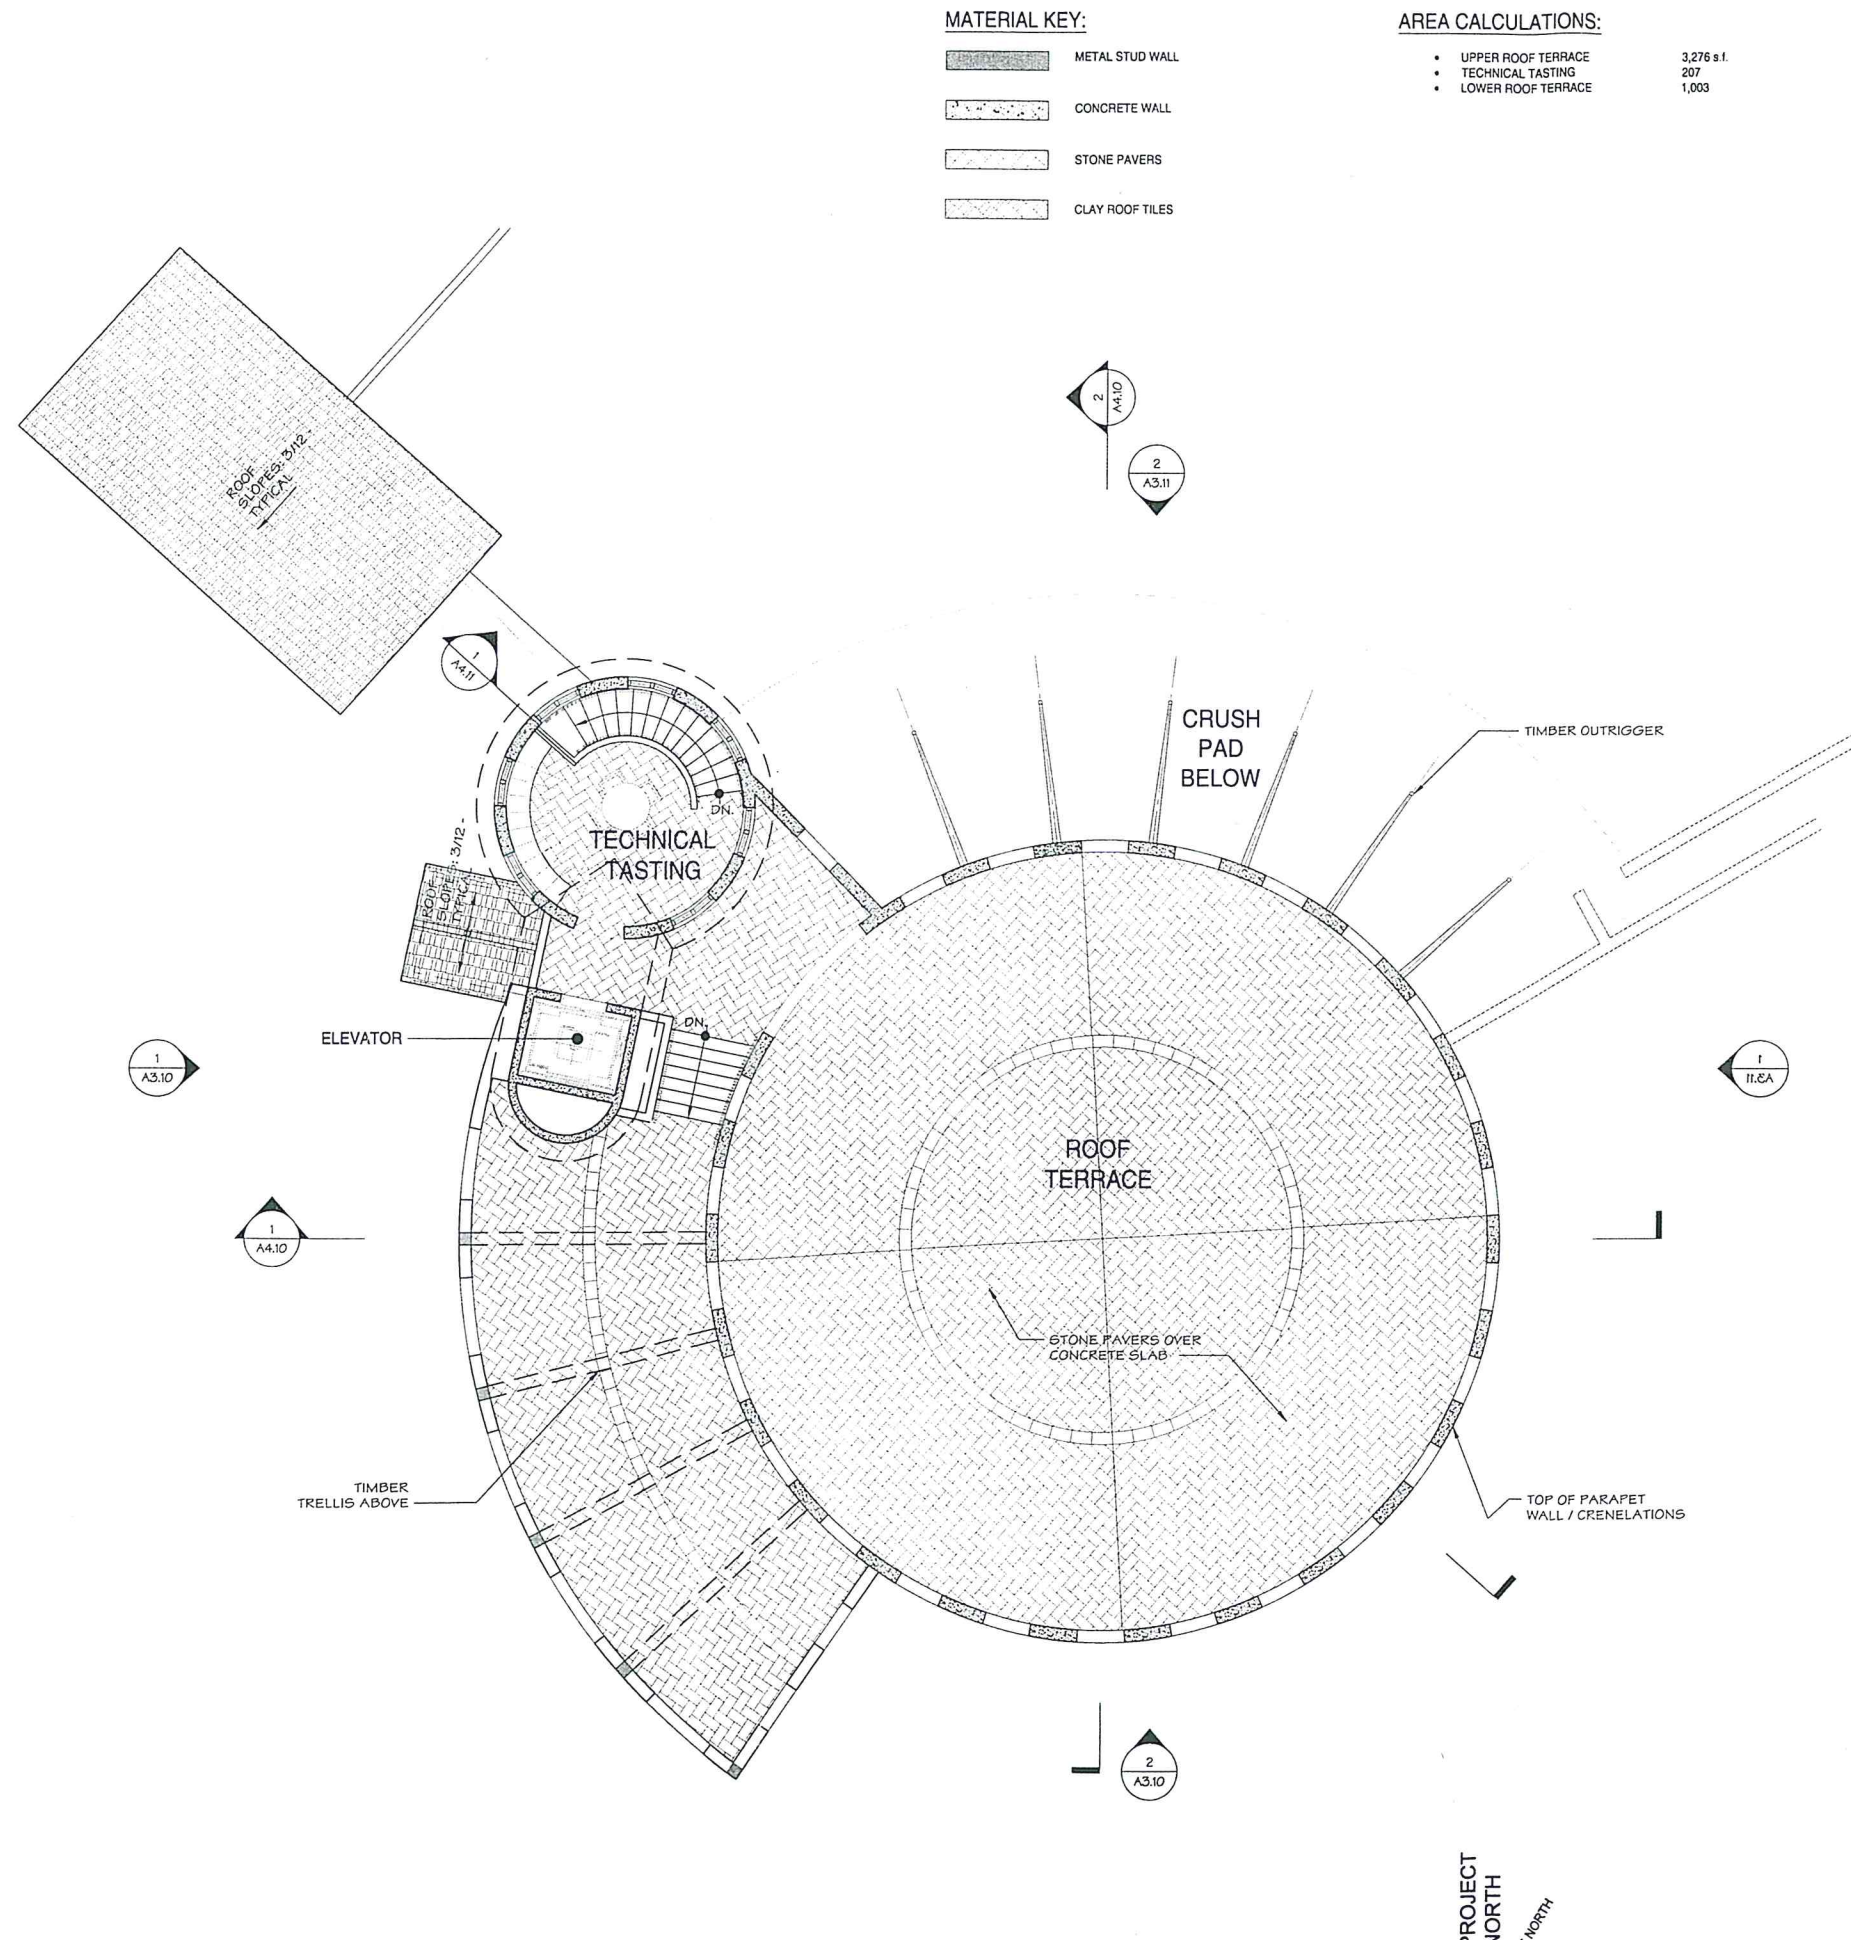 MATERIAL KEY:
METAL STUD WALL
CONCRETE WALL
STONE PAVERS
CLAY ROOF TILES
AREA CALCULATIONS:
• UPPER ROOF TERRACE 3,276 s.f.
• TECHNICAL TASTING 207
• LOWER ROOF TERRACE 1,003
ROOF
SLOPES: 3/12 -
TYPICAL
2
A4.10
2
A3.11
1
A4.11
CRUSH
PAD
BELOW
TIMBER OUTRIGGER
DN.
TECHNICAL
TASTING
ROOF
SLOPES: 3/12 -
TYPICAL
ELEVATOR
DN.
1
A3.10
1
A3.11
ROOF
TERRACE
1
A4.10
STONE PAVERS OVER
CONCRETE SLAB
TIMBER
TRELLIS ABOVE
TOP OF PARAPET
WALL / CRENELATIONS
2
A3.10
PROJECT
NORTH
NORTH